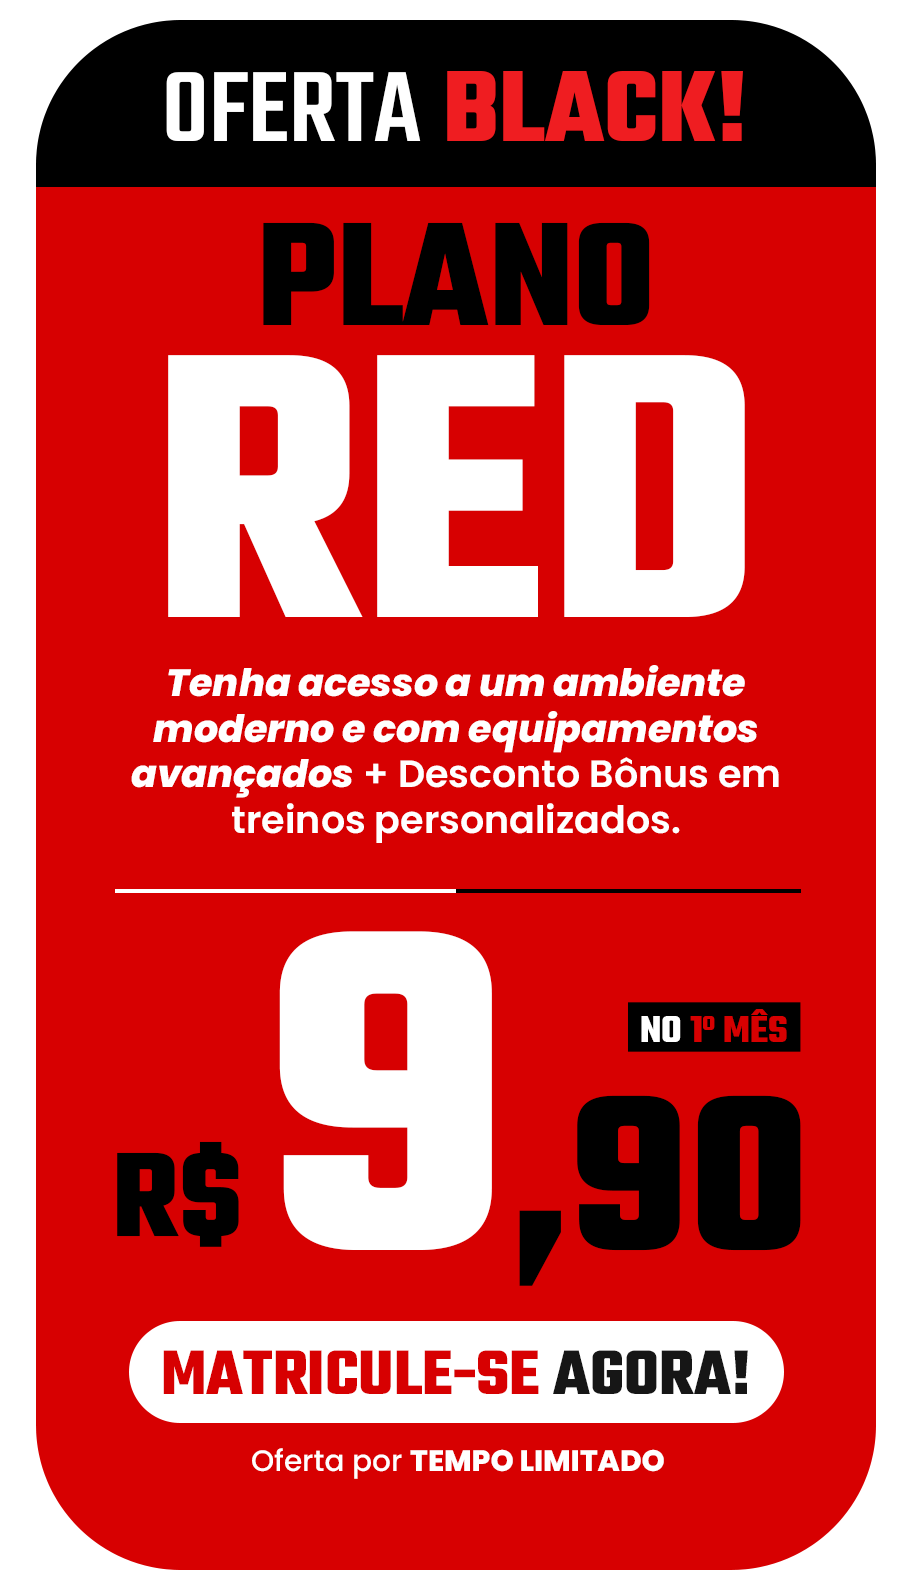 OFERTA BLACK!
PLANO
RED
Tenha acesso a um ambiente
moderno e com equipamentos
avançados + Desconto Bônus em
treinos personalizados.
NO 1º MÊS
R$ 9,90
MATRICULE-SE AGORA!
Oferta por TEMPO LIMITADO